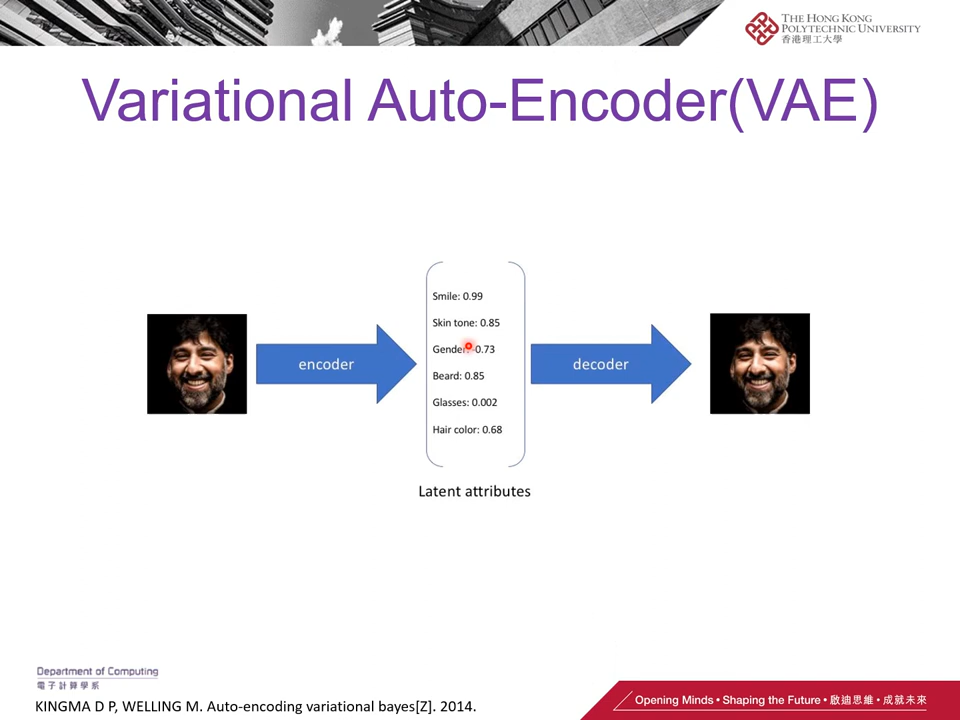 THE HONG KONG
POLYTECHNIC UNIVERSITY
香港理工大學
Variational Auto-Encoder(VAE)
encoder
Smile: 0.99
Skin tone: 0.85
Gender: -0.73
Beard: 0.85
Glasses: 0.002
Hair color: 0.68
decoder
Latent attributes
Department of Computing
電子計算學系
KINGMA D P, WELLING M. Auto-encoding variational bayes[Z]. 2014.
Opening Minds • Shaping the Future • 啟迪思維 • 成就未來